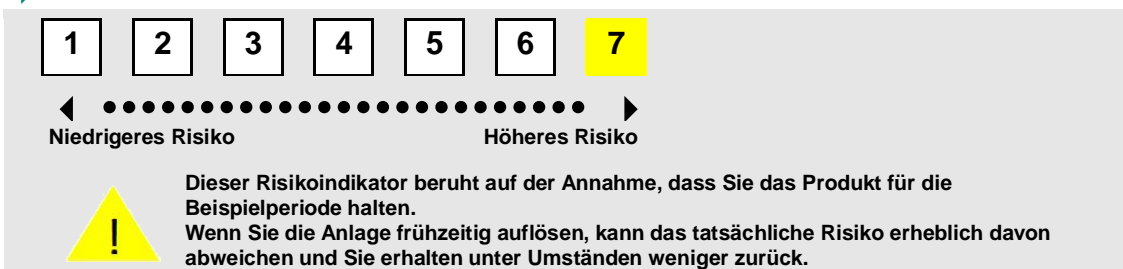 1 2 3 4 5 6 7
Niedrigeres Risiko Höheres Risiko
Dieser Risikoindikator beruht auf der Annahme, dass Sie das Produkt für die
Beispielperiode halten.
! Wenn Sie die Anlage frühzeitig auflösen, kann das tatsächliche Risiko erheblich davon
abweichen und Sie erhalten unter Umständen weniger zurück.